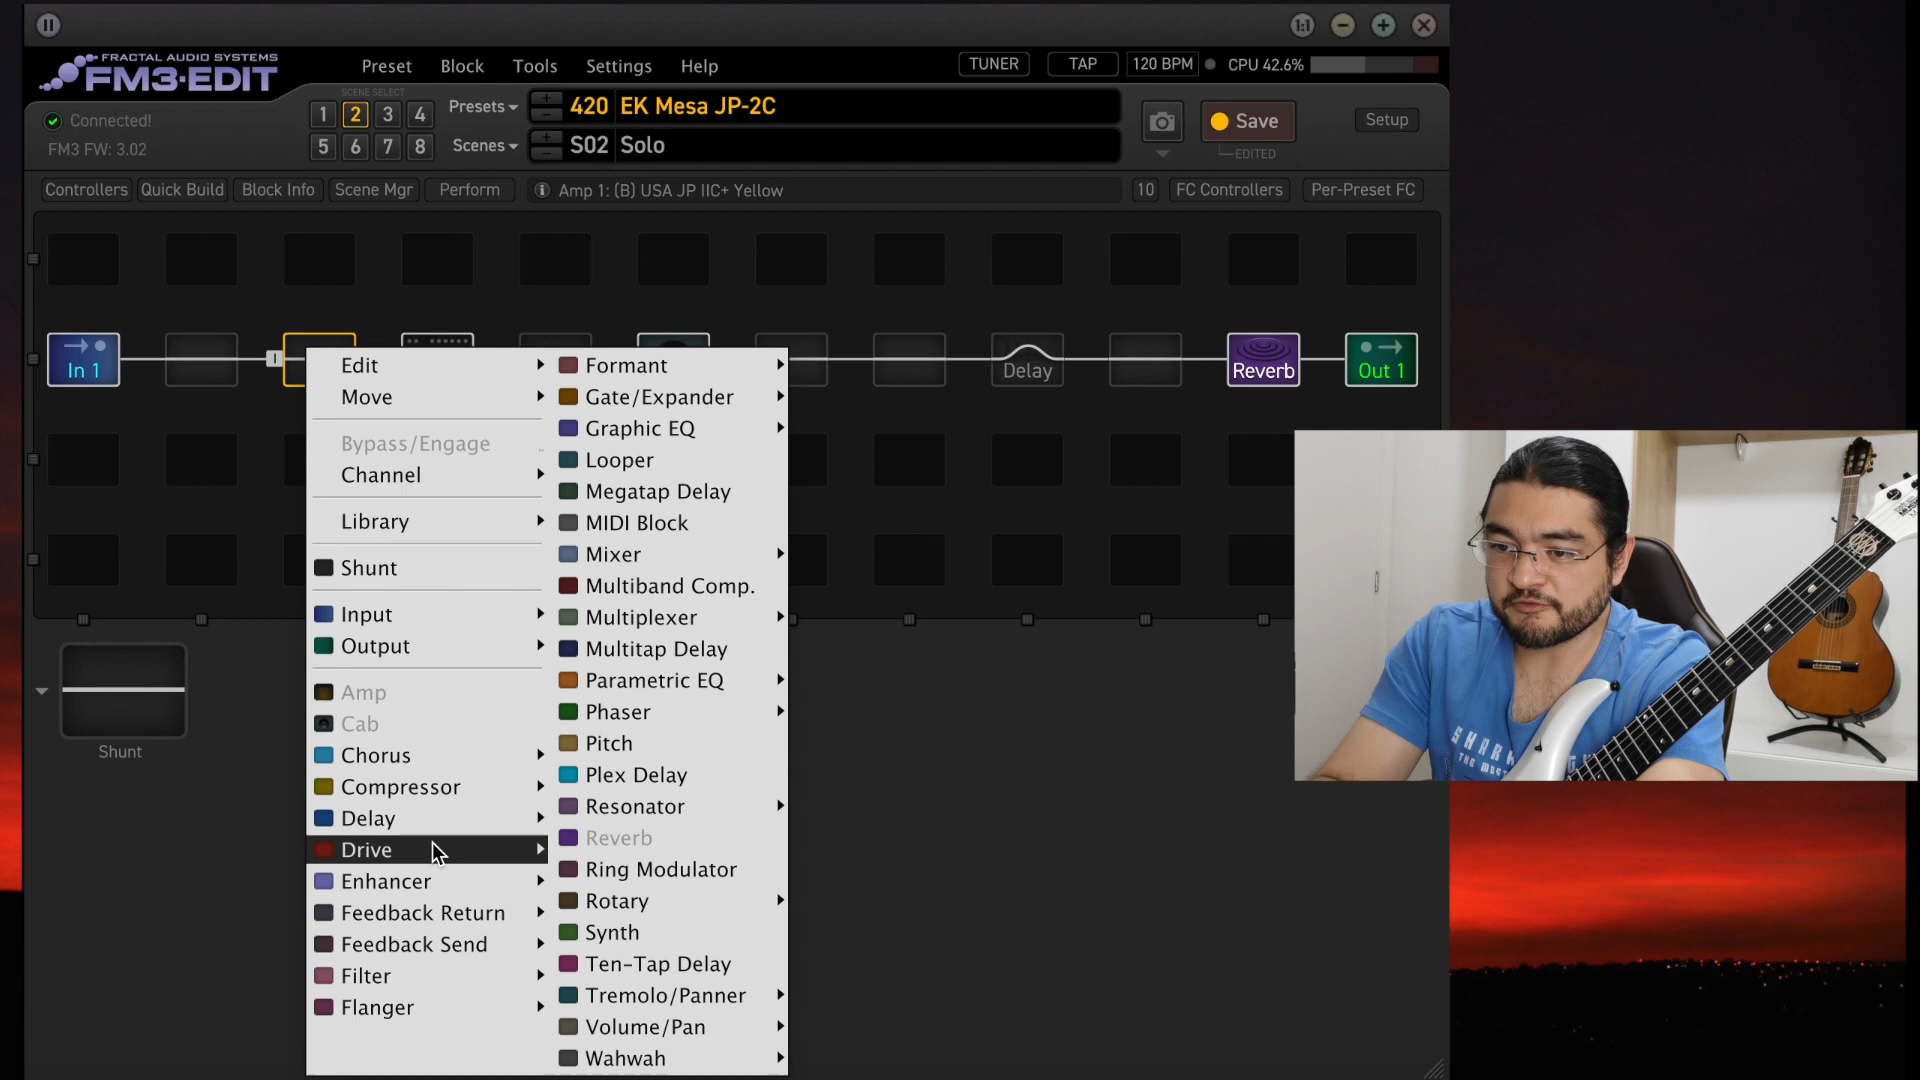 FRACTAL AUDIO SYSTEMS
FM3-EDIT
Preset
Block
Tools
Settings
Help
TUNER
TAP
120 BPM
CPU 42.6%
1:1
Connected!
FM3 FW: 3.02
SCENE SELECT
1 2 3 4
5 6 7 8
Presets
420 EK Mesa JP-2C
Scenes
S02 Solo
Save
EDITED
Setup
Controllers
Quick Build
Block Info
Scene Mgr
Perform
Amp 1: (B) USA JP IIC+ Yellow
10
FC Controllers
Per-Preset FC
In 1
Delay
Reverb
Out 1
Shunt
Edit
Move
Bypass/Engage
Channel
Library
Shunt
Input
Output
Amp
Cab
Chorus
Compressor
Delay
Drive
Enhancer
Feedback Return
Feedback Send
Filter
Flanger
Formant
Gate/Expander
Graphic EQ
Looper
Megatap Delay
MIDI Block
Mixer
Multiband Comp.
Multiplexer
Multitap Delay
Parametric EQ
Phaser
Pitch
Plex Delay
Resonator
Reverb
Ring Modulator
Rotary
Synth
Ten-Tap Delay
Tremolo/Panner
Volume/Pan
Wahwah